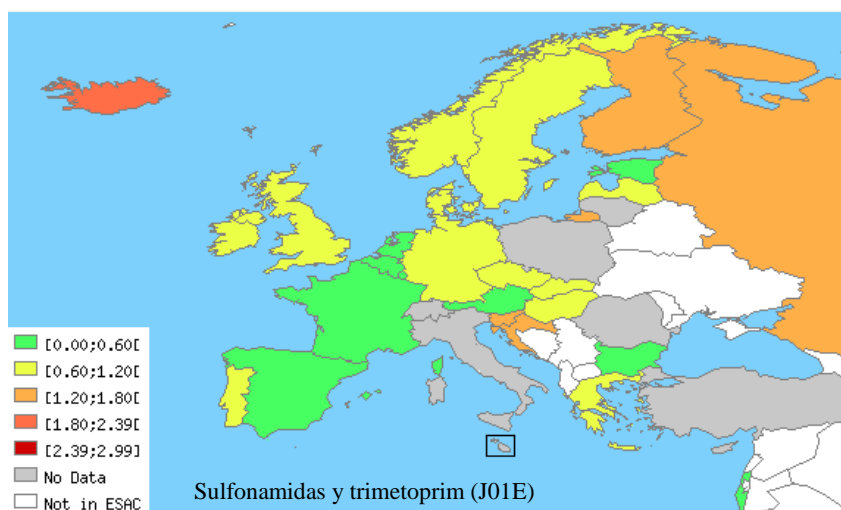 [0.00;0.60[
[0.60;1.20[
[1.20;1.80[
[1.80;2.39[
[2.39;2.99]
No Data
Not in ESAC
Sulfonamidas y trimetoprim (J01E)